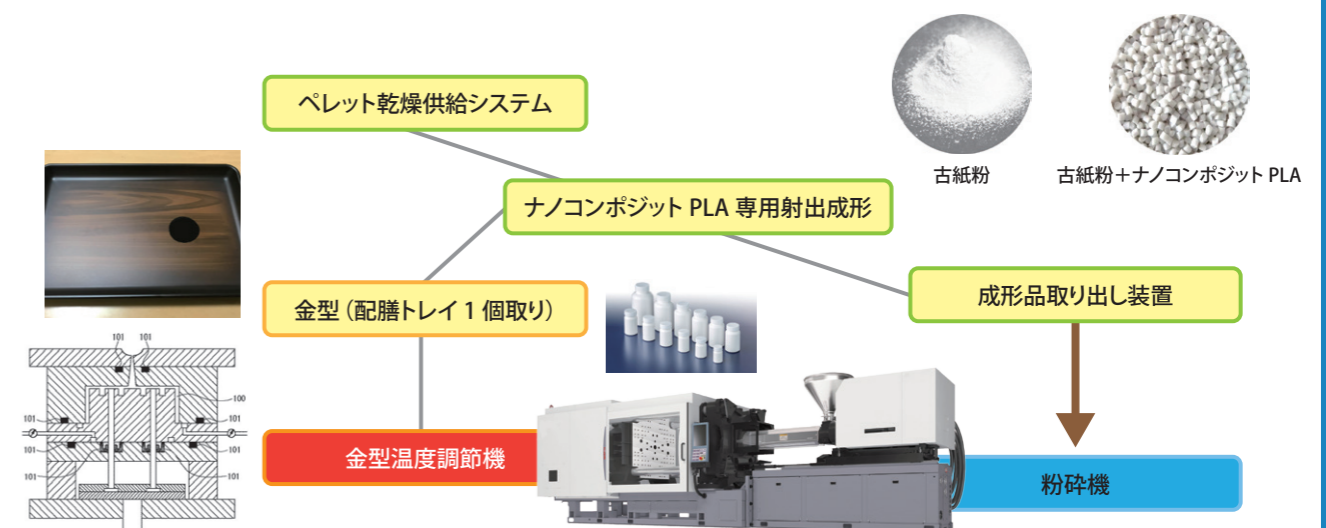 ペレット乾燥供給システム
古紙粉
古紙粉＋ナノコンポジット PLA
ナノコンポジット PLA 専用射出成形
金型（配膳トレイ 1 個取り）
成形品取り出し装置
金型温度調節機
粉砕機
101 101
100
101 101
101 101
101 101